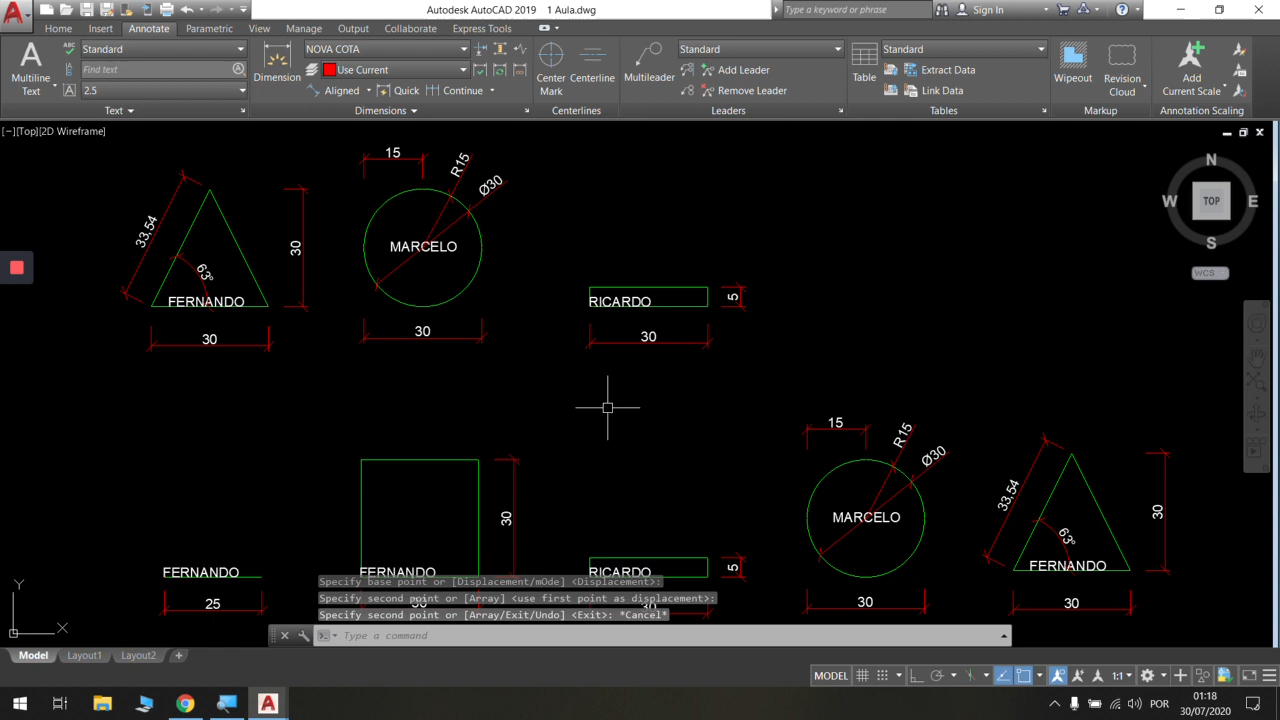 Autodesk AutoCAD 2019 1 Aula.dwg
Type a keyword or phrase
Sign In
Home Insert Annotate Parametric View Manage Output Collaborate Express Tools
Multiline
Text
ABC
Standard
Find text
2.5
Text
Dimension
NOVA COTA
Use Current
Aligned
Quick
Continue
Dimensions
Center
Mark
Centerline
Centerlines
Multileader
Standard
Add Leader
Remove Leader
Leaders
Table
Standard
Extract Data
Link Data
Tables
Wipeout
Revision
Cloud
Markup
Add
Current Scale
Annotation Scaling
[−][Top][2D Wireframe]
N
W TOP E
S
WCS
33,54
63°
FERNANDO
30
30
15
R15
Ø30
MARCELO
30
RICARDO
5
30
FERNANDO
25
FERNANDO
30
30
RICARDO
5
30
15
R15
Ø30
MARCELO
30
33,54
63°
FERNANDO
30
30
Y
X
Specify base point or [Displacement/mOde] <Displacement>:
Specify second point or [Array] <use first point as displacement>:
Specify second point or [Array/Exit/Undo] <Exit>: *Cancel*
Type a command
Model Layout1 Layout2 +
MODEL
1:1
POR
01:18
30/07/2020